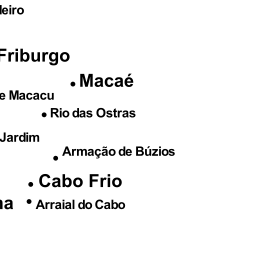 leiro
Friburgo
Macaé
e Macacu
Rio das Ostras
Jardim
Armação de Búzios
Cabo Frio
na
Arraial do Cabo